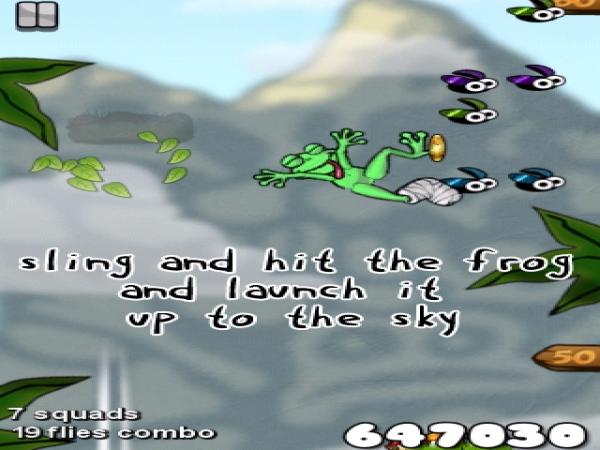 sling and hit the frog
and launch it
up to the sky
50
7 squads
19 flies combo
647030